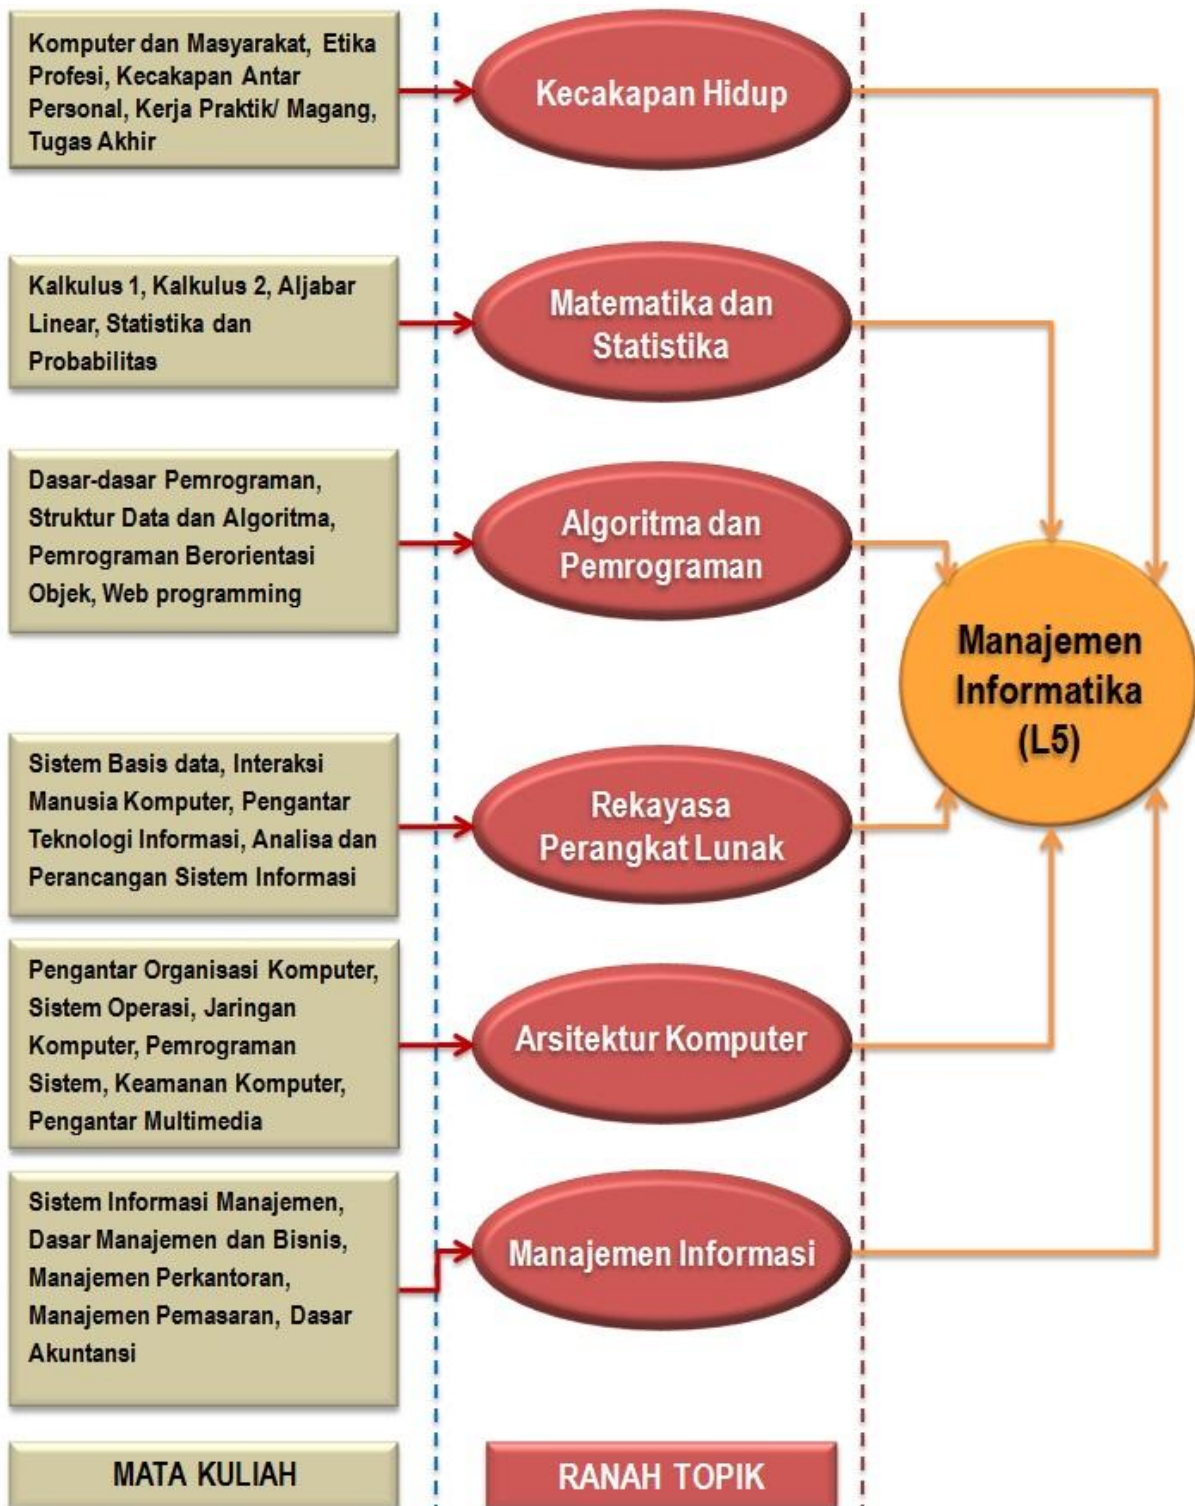 Komputer dan Masyarakat, Etika
Profesi, Kecakapan Antar
Personal, Kerja Praktik/ Magang,
Tugas Akhir
Kecakapan Hidup
Kalkulus 1, Kalkulus 2, Aljabar
Linear, Statistika dan
Probabilitas
Matematika dan
Statistika
Dasar-dasar Pemrograman,
Struktur Data dan Algoritma,
Pemrograman Berorientasi
Objek, Web programming
Algoritma dan
Pemrograman
Manajemen
Informatika
(L5)
Sistem Basis data, Interaksi
Manusia Komputer, Pengantar
Teknologi Informasi, Analisa dan
Perancangan Sistem Informasi
Rekayasa
Perangkat Lunak
Pengantar Organisasi Komputer,
Sistem Operasi, Jaringan
Komputer, Pemrograman
Sistem, Keamanan Komputer,
Pengantar Multimedia
Arsitektur Komputer
Sistem Informasi Manajemen,
Dasar Manajemen dan Bisnis,
Manajemen Perkantoran,
Manajemen Pemasaran, Dasar
Akuntansi
Manajemen Informasi
MATA KULIAH
RANAH TOPIK